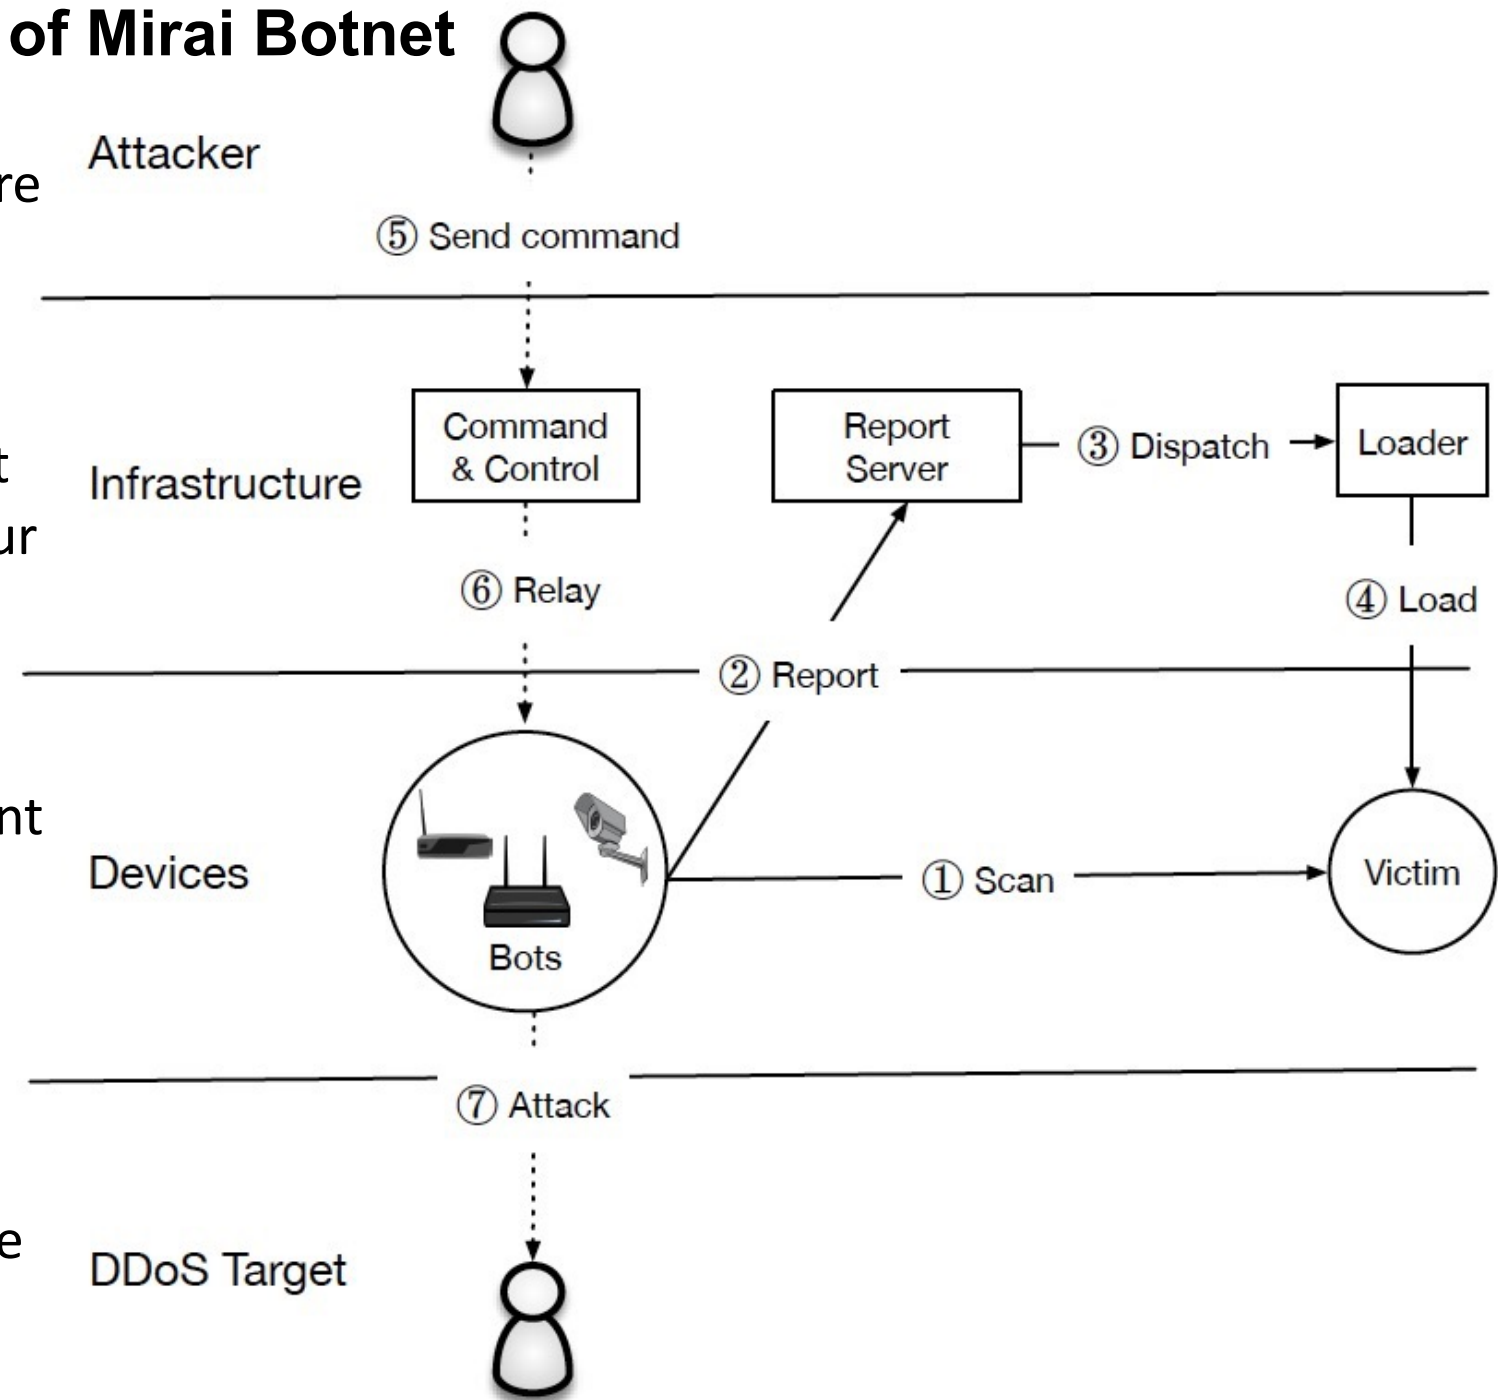 of Mirai Botnet
Attacker
re
⑤ Send command
Command
& Control
Report
Server
③ Dispatch
Loader
t
Infrastructure
ur
⑥ Relay
④ Load
② Report
nt
Devices
① Scan
Victim
Bots
⑦ Attack
e
DDoS Target